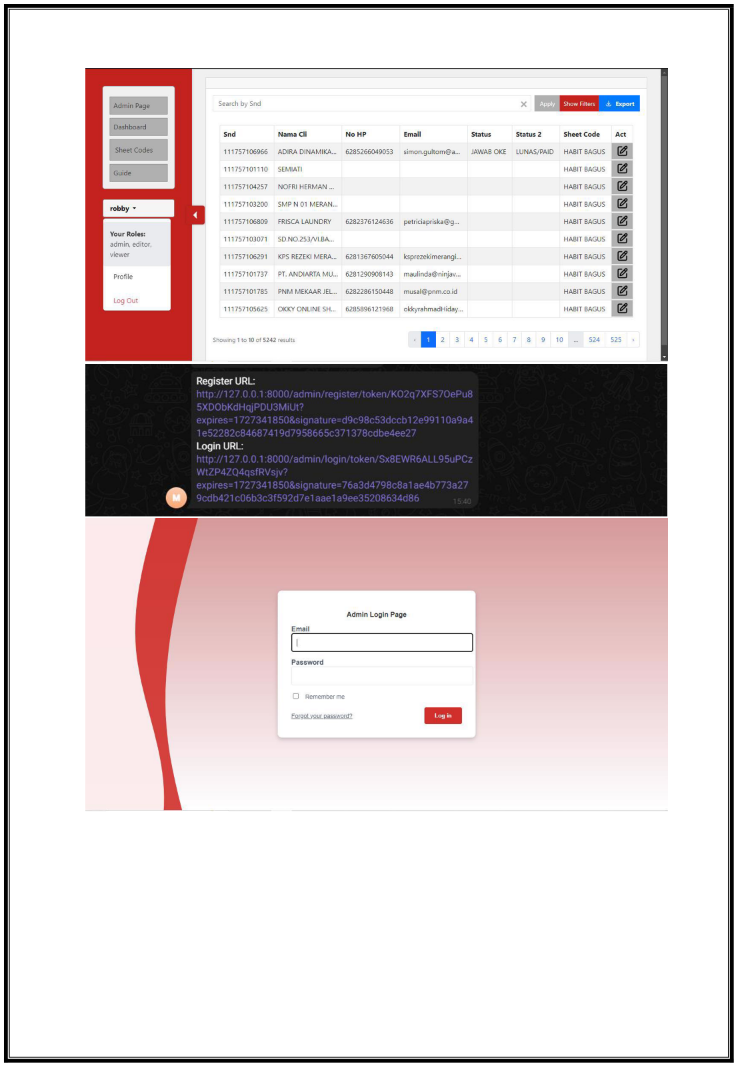 Admin Page
Dashboard
Sheet Codes
Guide
robby
Your Roles:
admin, editor,
viewer
Profile
Log Out
Search by Snd
Apply
Show Filters
Export
Snd Nama Cli No HP Email Status Status 2 Sheet Code Act
111757106966 ADIRA DINAMIKA... 6285266049053 simon.gultom@a... JAWAB OKE LUNAS/PAID HABIT BAGUS
111757101110 SEMIATI HABIT BAGUS
111757104257 NOFRI HERMAN ... HABIT BAGUS
111757103200 SMP N 01 MERAN... HABIT BAGUS
111757106809 FRISCA LAUNDRY 6282376124636 petriciapriska@g... HABIT BAGUS
111757103071 SD.NO.253/VI.BA... HABIT BAGUS
111757106291 KPS REZEKI MERA... 6281367605044 ksprezekimerangi... HABIT BAGUS
111757101737 PT. ANDIARTA MU... 6281290908143 maulinda@ninjav... HABIT BAGUS
111757101785 PNM MEKAAR JEL... 6282286150448 musal@pnm.co.id HABIT BAGUS
111757105625 OKKY ONLINE SH... 6285896121968 okkyrahmadHiday... HABIT BAGUS
Showing 1 to 10 of 5242 results
‹ 1 2 3 4 5 6 7 8 9 10 ... 524 525 ›
Register URL:
http://127.0.0.1:8000/admin/register/token/KO2q7XFS7OePu8
5XDObKdHqjPDU3MiUt?
expires=1727341850&signature=d9c98c53dccb12e99110a9a4
1e52282c84687419d7958665c371378cdbe4ee27
Login URL:
http://127.0.0.1:8000/admin/login/token/Sx8EWR6ALL95uPCz
WtZP4ZQ4qsfRVsjv?
expires=1727341850&signature=76a3d4798c8a1ae4b773a27
9cdb421c06b3c3f592d7e1aae1a9ee35208634d86
M
15:40
Admin Login Page
Email
Password
Remember me
Forgot your password?
Log in